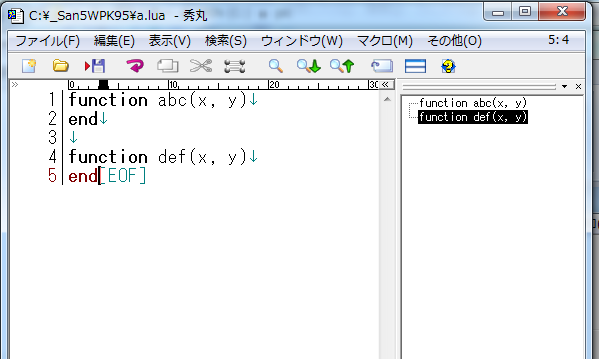 C:¥_San5WPK95¥a.lua - 秀丸
ファイル(F) 編集(E) 表示(V) 検索(S) ウィンドウ(W) マクロ(M) その他(O) 5:4
0 10 20 30
1 function abc(x, y)↓
2 end↓
3 ↓
4 function def(x, y)↓
5 end[EOF]
function abc(x, y)
function def(x, y)